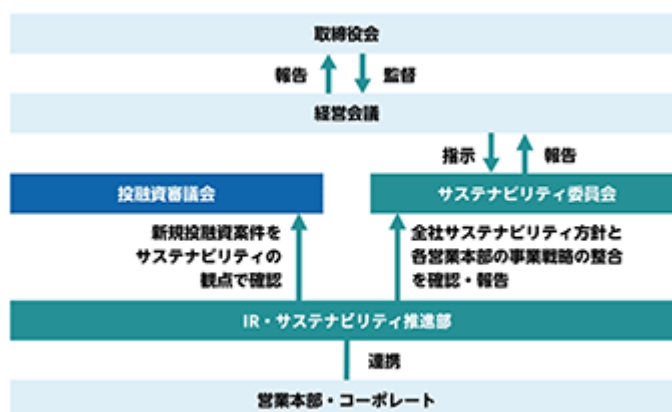 取締役会
報告
監督
経営会議
指示
報告
投融資審議会
サステナビリティ委員会
新規投融資案件を
サステナビリティの
観点で確認
全社サステナビリティ方針と
各営業本部の事業戦略の整合
を確認・報告
IR・サステナビリティ推進部
連携
営業本部・コーポレート